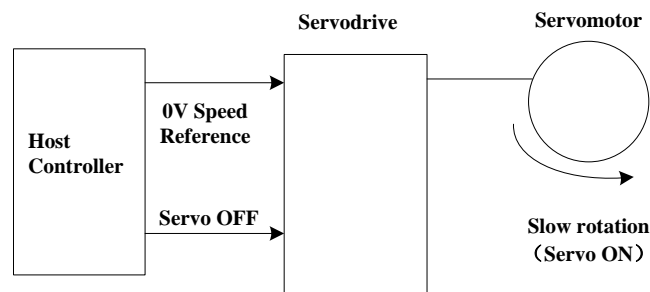 Servodrive
Servomotor
Host
Controller
0V Speed
Reference
Servo OFF
Slow rotation
（Servo ON）